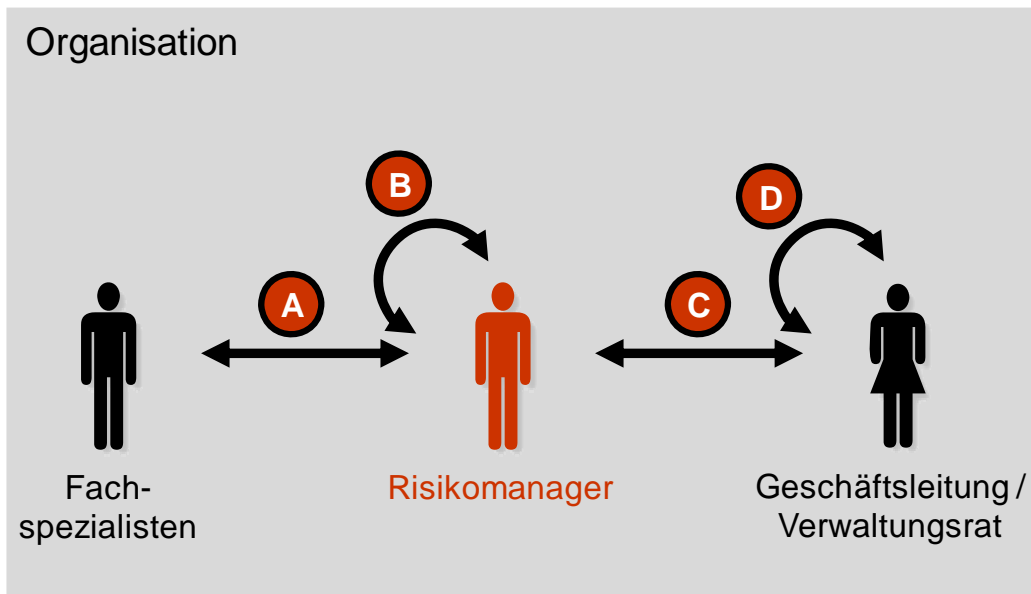 Organisation
B
D
A
C
Fach-
spezialisten
Risikomanager
Geschäftsleitung /
Verwaltungsrat